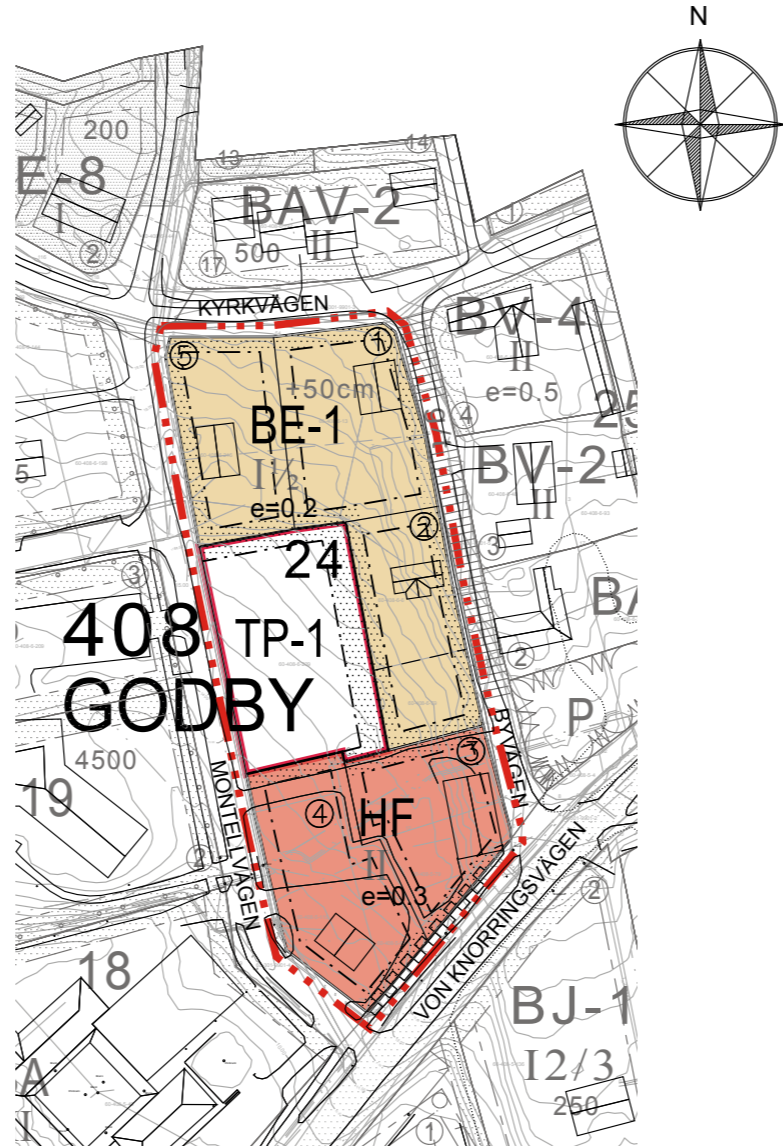 N
200
E-8
I
2
13
14
BAV-2
500
II
17
1
KYRKVÄGEN
5
1
+50cm
BE-1
I½
e=0.2
BV-4
II
e=0.5
4
25
BV-2
II
3
2
24
5
3
408
TP-1
GODBY
BA
2
P
4500
19
MONTELLVÄGEN
BYVÄGEN
3
4
HF
II
e=0.3
2
VON KNORRINGSVÄGEN
2
18
BJ-1
I2/3
250
A
I
1